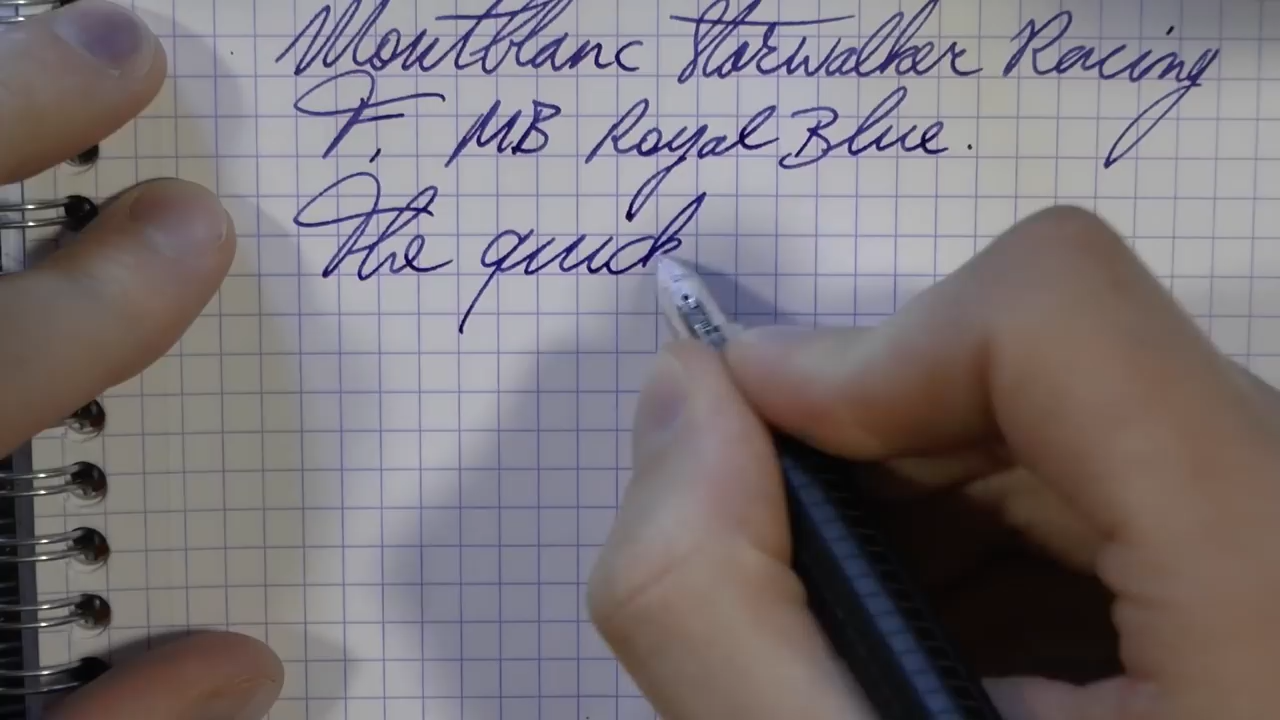 Montblanc Starwalker Racing
F, MB Royal Blue.
The quick